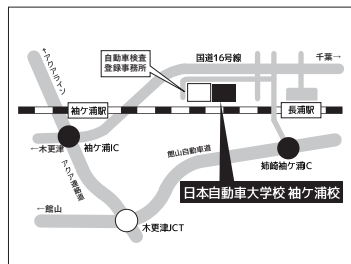 国道16号線
千葉→
自動車検査
登録事務所
↑アクアライン
袖ケ浦駅
長浦駅
←木更津
袖ケ浦IC
館山自動車道
姉崎袖ケ浦IC
アクア連絡道
日本自動車大学校 袖ケ浦校
←館山
木更津JCT